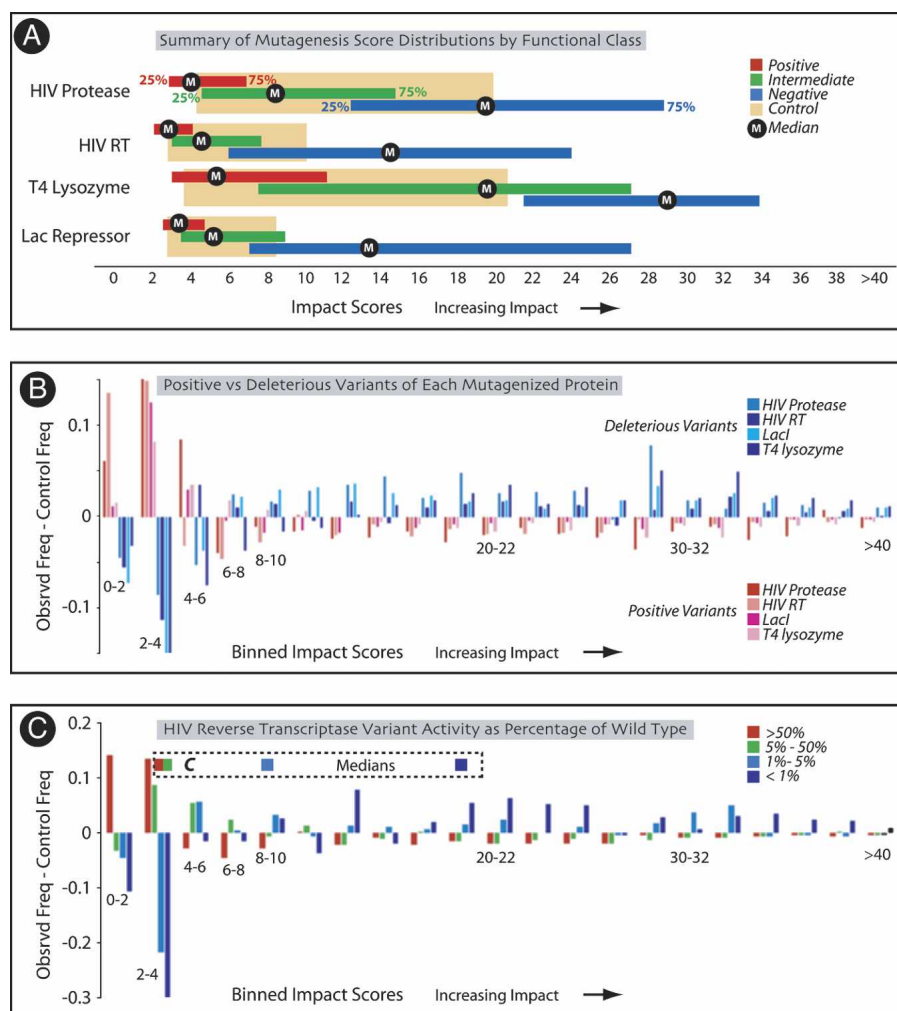 A
Summary of Mutagenesis Score Distributions by Functional Class
Positive
Intermediate
Negative
Control
M Median
HIV Protease
25% M 75%
25% M 75%
25% M 75%
HIV RT
M
M
M
T4 Lysozyme
M
M
M
Lac Repressor
M
M
M
0 2 4 6 8 10 12 14 16 18 20 22 24 26 28 30 32 34 38 >40
Impact Scores Increasing Impact
B
Positive vs Deleterious Variants of Each Mutagenized Protein
Deleterious Variants
HIV Protease
HIV RT
LacI
T4 lysozyme
Obsrvd Freq - Control Freq
0.1
0
-0.1
0-2
2-4
4-6
6-8
8-10
20-22
30-32
>40
Positive Variants
HIV Protease
HIV RT
LacI
T4 lysozyme
Binned Impact Scores Increasing Impact
C
HIV Reverse Transcriptase Variant Activity as Percentage of Wild Type
C Medians
>50%
5% - 50%
1%- 5%
< 1%
Obsrvd Freq - Control Freq
0.2
0.1
0
-0.1
-0.2
-0.3
0-2
2-4
4-6
6-8
8-10
20-22
30-32
>40
Binned Impact Scores Increasing Impact